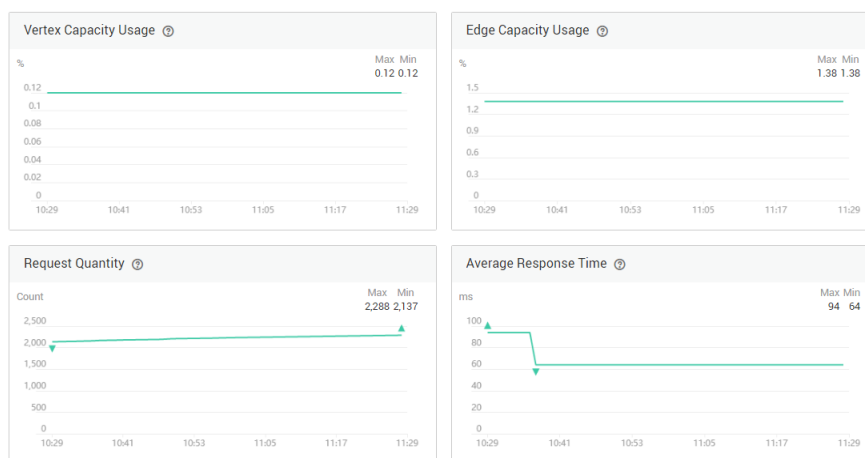 Vertex Capacity Usage
%
Max Min
0.12 0.12
0.12
0.1
0.08
0.06
0.04
0.02
0
10:29 10:41 10:53 11:05 11:17 11:29
Edge Capacity Usage
%
Max Min
1.38 1.38
1.5
1.2
0.9
0.6
0.3
0
10:29 10:41 10:53 11:05 11:17 11:29
Request Quantity
Count
Max Min
2,288 2,137
2,500
2,000
1,500
1,000
500
0
10:29 10:41 10:53 11:05 11:17 11:29
Average Response Time
ms
Max Min
94 64
100
80
60
40
20
0
10:29 10:41 10:53 11:05 11:17 11:29